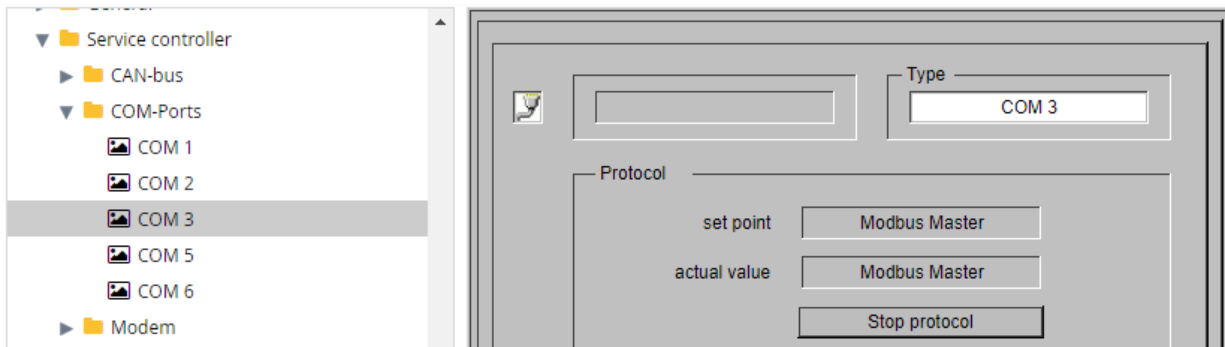 General
Service controller
CAN-bus
COM-Ports
COM 1
COM 2
COM 3
COM 5
COM 6
Modem
Type
COM 3
Protocol
set point
Modbus Master
actual value
Modbus Master
Stop protocol